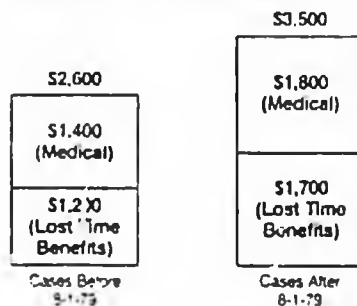 $2,600
$1,400
(Medical)
$1,200
(Lost Time
Benefits)
Cases Before
8-1-79
$3,500
$1,800
(Medical)
$1,700
(Lost Time
Benefits)
Cases After
8-1-79